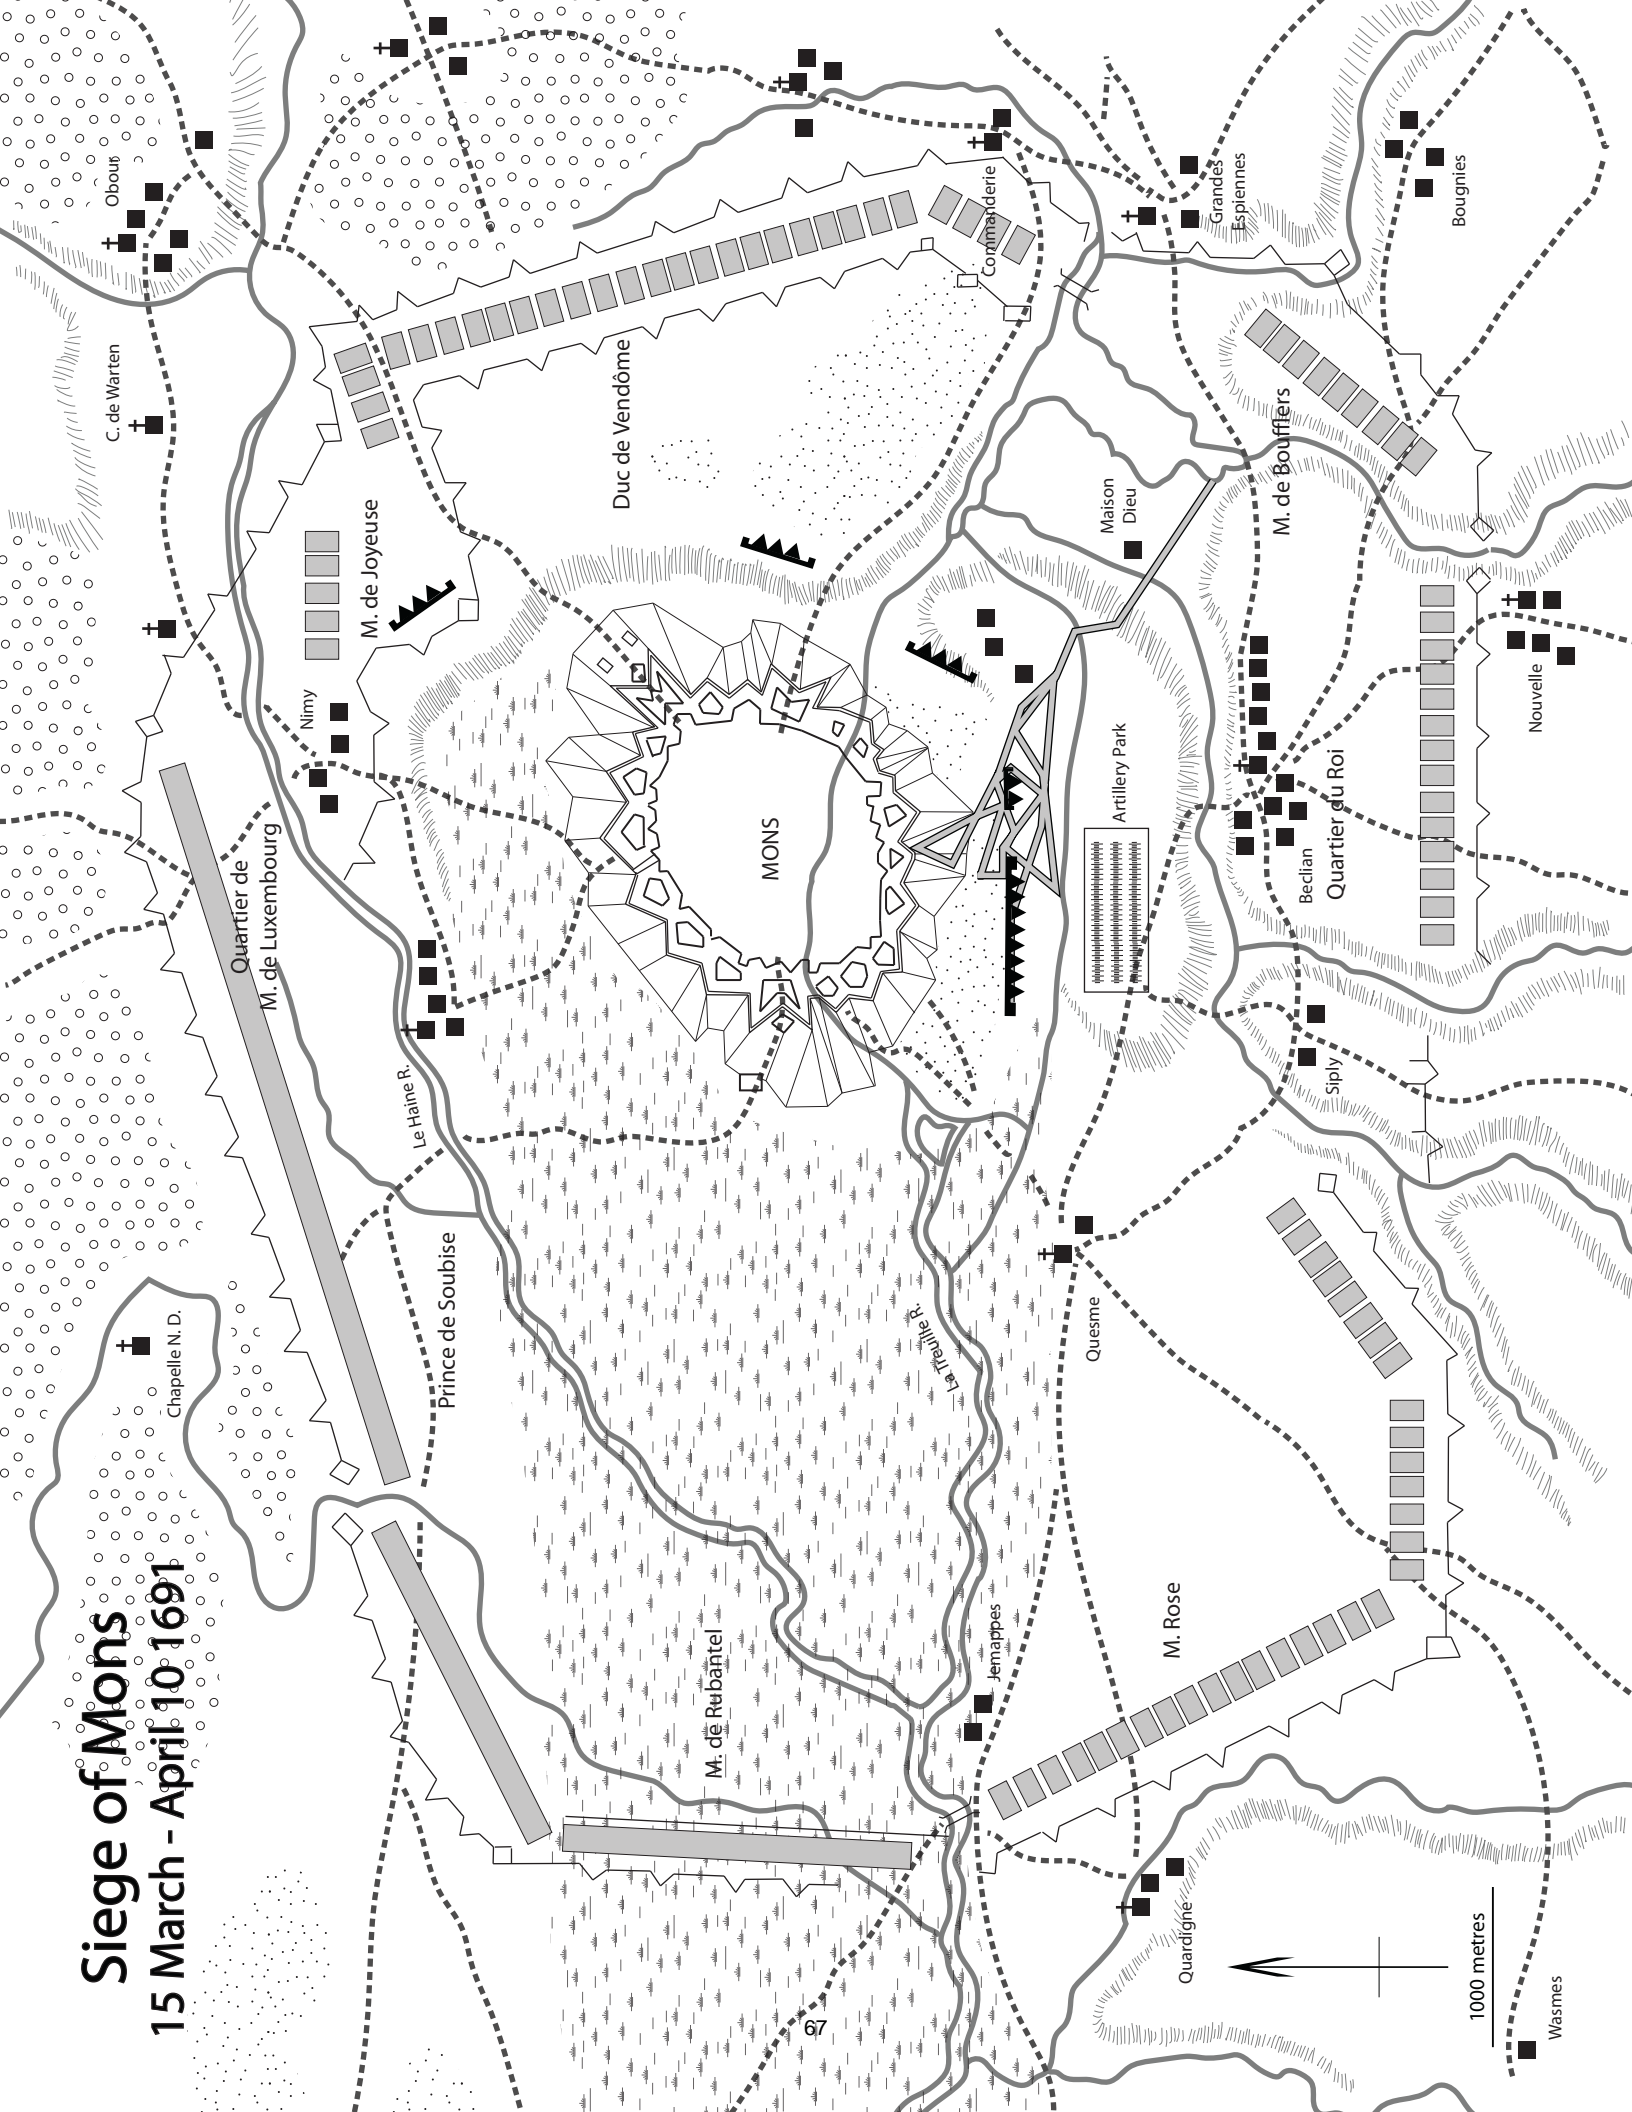 Siege of Mons
15 March - April 10 1691
Obour
C. de Warten
Commanderie
Grandes
Espiennes
Bougnies
Duc de Vendôme
M. de Joyeuse
Nimy
Maison
Dieu
M. de Boufflers
Nouvelle
Quartier de
M. de Luxembourg
MONS
Artillery Park
Beclian
Quartier du Roi
Siply
Le Haine R.
Prince de Soubise
Chapelle N. D.
La Treuille R.
Quesme
M. de Rubantel
Jemappes
M. Rose
Quardigne
1000 metres
Wasmes
67